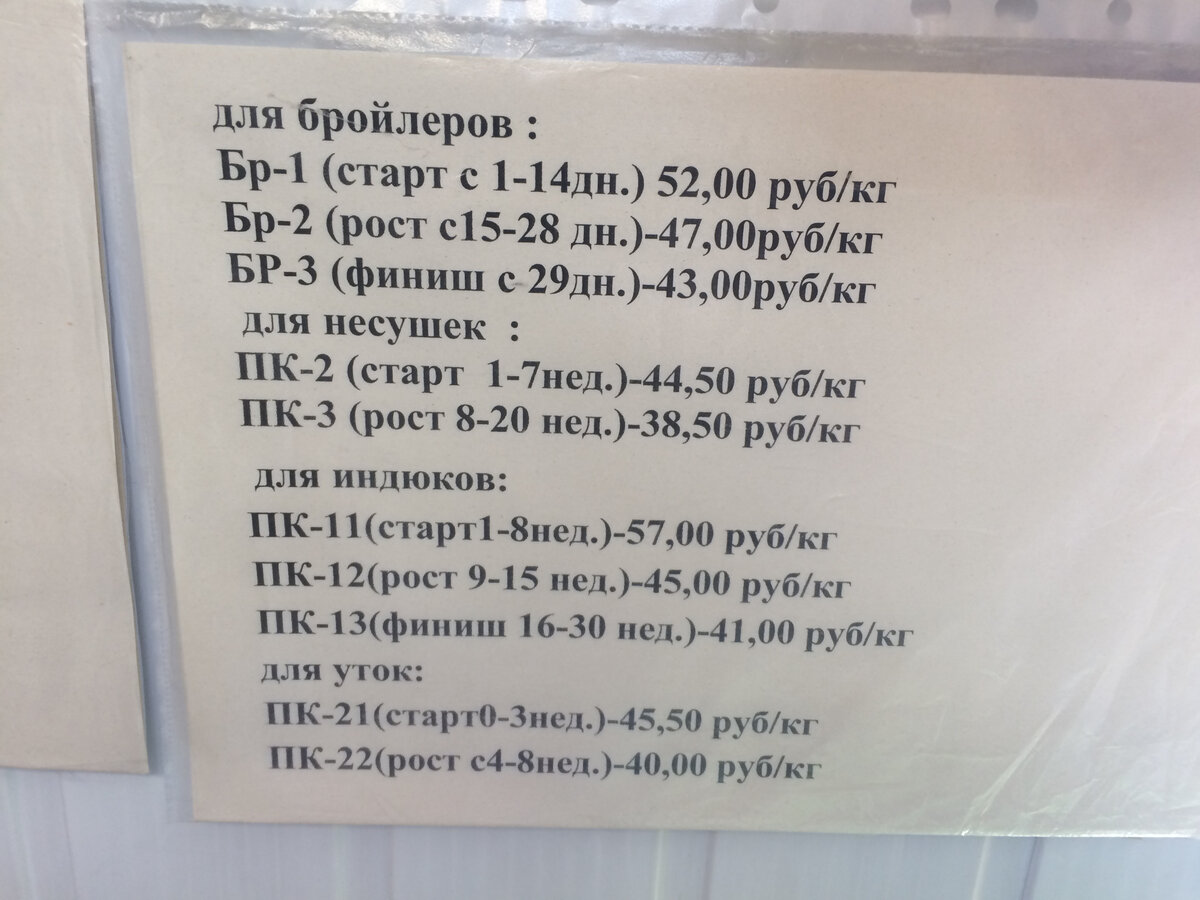 для бройлеров :
Бр-1 (старт с 1-14дн.) 52,00 руб/кг
Бр-2 (рост с15-28 дн.)-47,00руб/кг
БР-3 (финиш с 29дн.)-43,00руб/кг
для несушек :
ПК-2 (старт 1-7нед.)-44,50 руб/кг
ПК-3 (рост 8-20 нед.)-38,50 руб/кг
для индюков:
ПК-11(старт1-8нед.)-57,00 руб/кг
ПК-12(рост 9-15 нед.)-45,00 руб/кг
ПК-13(финиш 16-30 нед.)-41,00 руб/кг
для уток:
ПК-21(старт0-3нед.)-45,50 руб/кг
ПК-22(рост с4-8нед.)-40,00 руб/кг